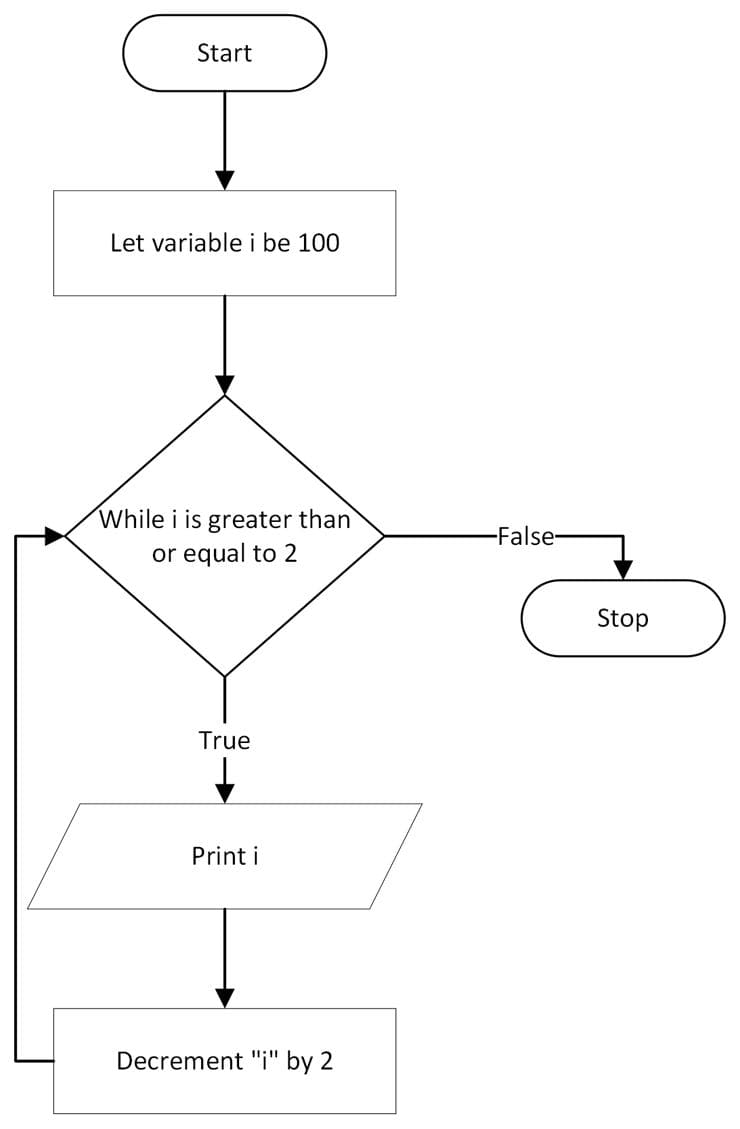 Start
Let variable i be 100
While i is greater than
or equal to 2
False
Stop
True
Print i
Decrement "i" by 2